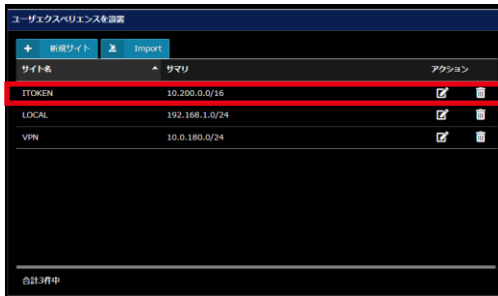 ユーザエクスペリエンスを設置
+ 新規サイト Import
サイト名 サマリ アクション
ITOKEN 10.200.0.0/16
LOCAL 192.168.1.0/24
VPN 10.0.180.0/24
合計3件中